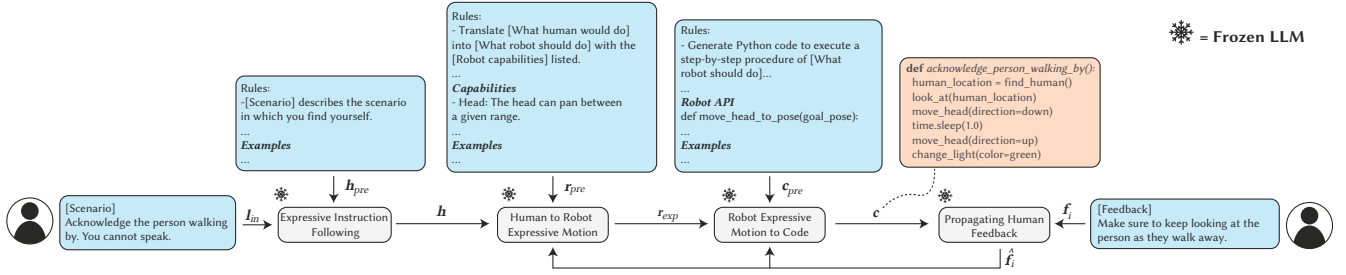 Rules:
- Translate [What human would do]
into [What robot should do] with the
[Robot capabilities] listed.
...
Capabilities
- Head: The head can pan between
a given range.
...
Examples
...
Rules:
- Generate Python code to execute a
step-by-step procedure of [What
robot should do]...
...
Robot API
def move_head_to_pose(goal_pose):
...
Examples
...
= Frozen LLM
Rules:
-[Scenario] describes the scenario
in which you find yourself.
...
Examples
...
def acknowledge_person_walking_by():
human_location = find_human()
look_at(human_location)
move_head(direction=down)
time.sleep(1.0)
move_head(direction=up)
change_light(color=green)
h_pre
r_pre
c_pre
[Scenario]
Acknowledge the person walking
by. You cannot speak.
l_in
Expressive Instruction
Following
h
Human to Robot
Expressive Motion
r_exp
Robot Expressive
Motion to Code
c
Propagating Human
Feedback
f_i
[Feedback]
Make sure to keep looking at the
person as they walk away.
f̂_i